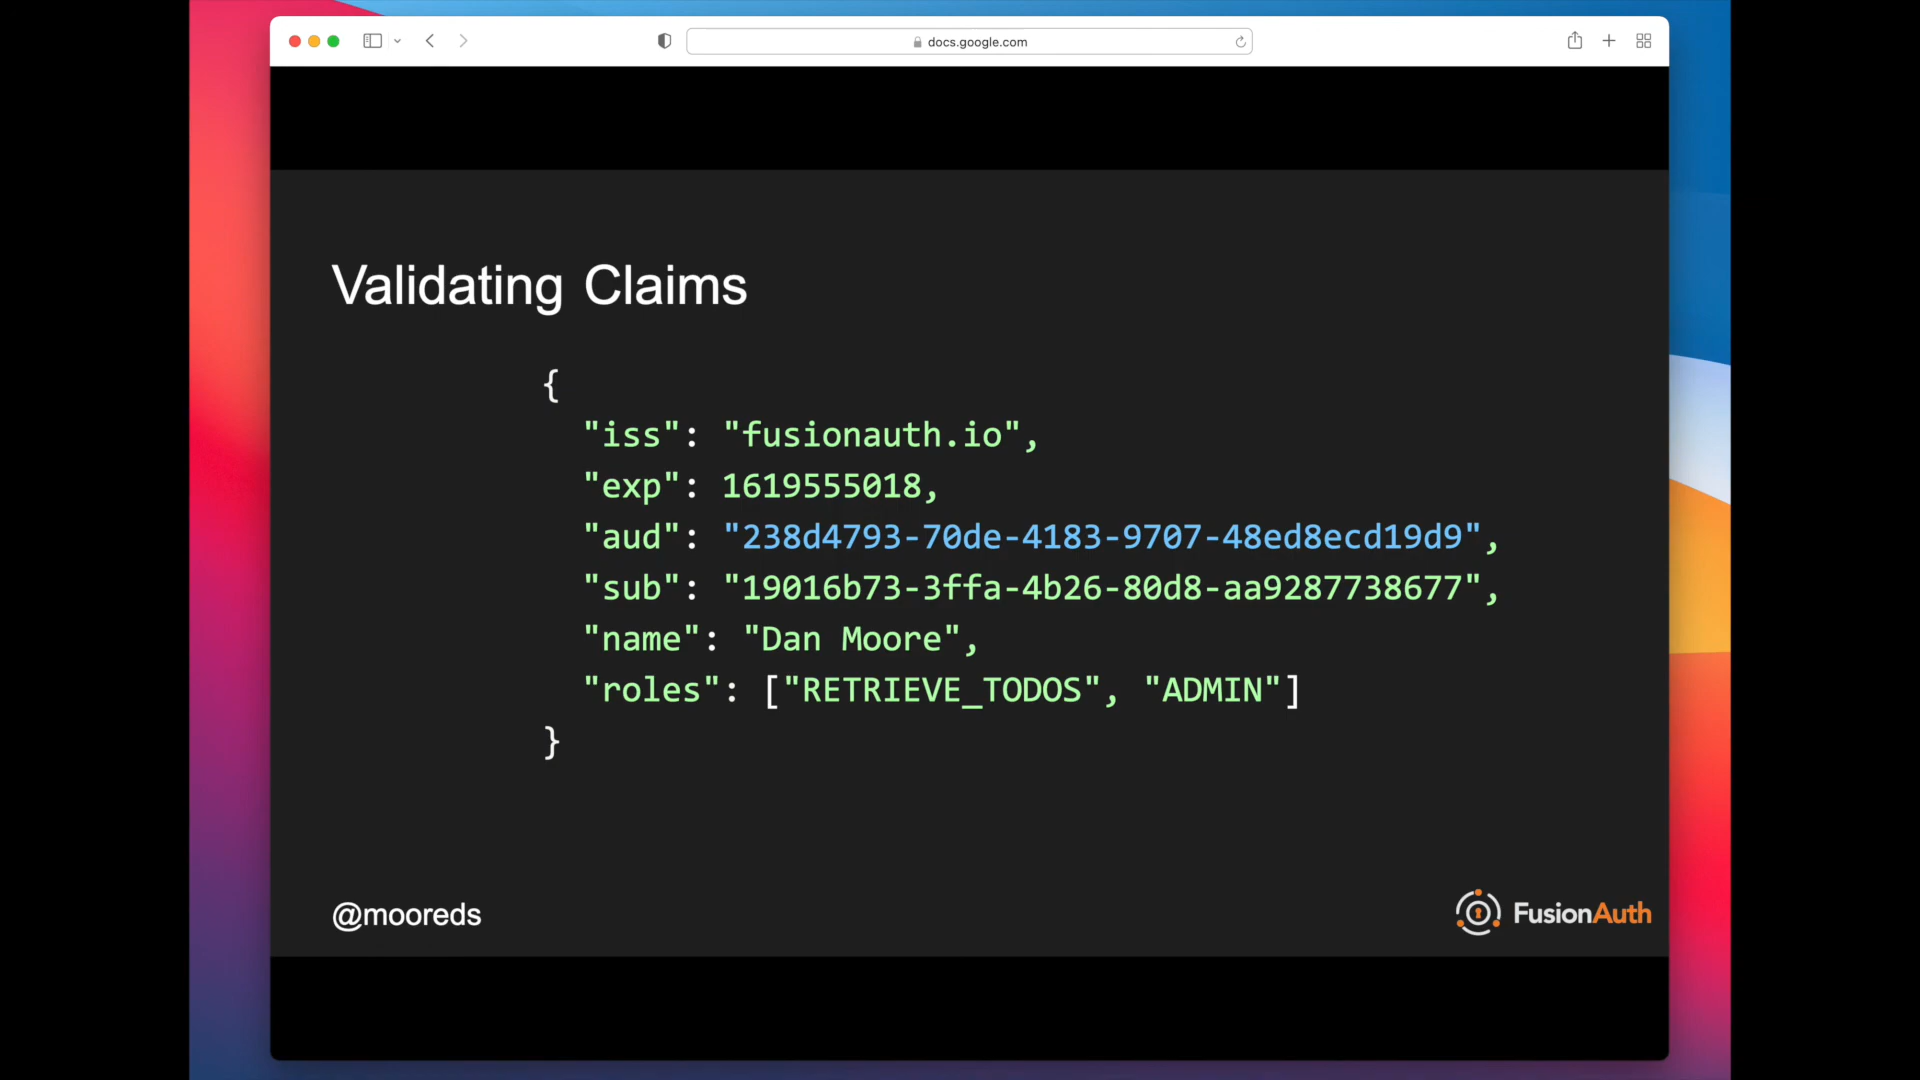 docs.google.com
Validating Claims
{
"iss": "fusionauth.io",
"exp": 1619555018,
"aud": "238d4793-70de-4183-9707-48ed8ecd19d9",
"sub": "19016b73-3ffa-4b26-80d8-aa9287738677",
"name": "Dan Moore",
"roles": ["RETRIEVE_TODOS", "ADMIN"]
}
@mooreds
FusionAuth